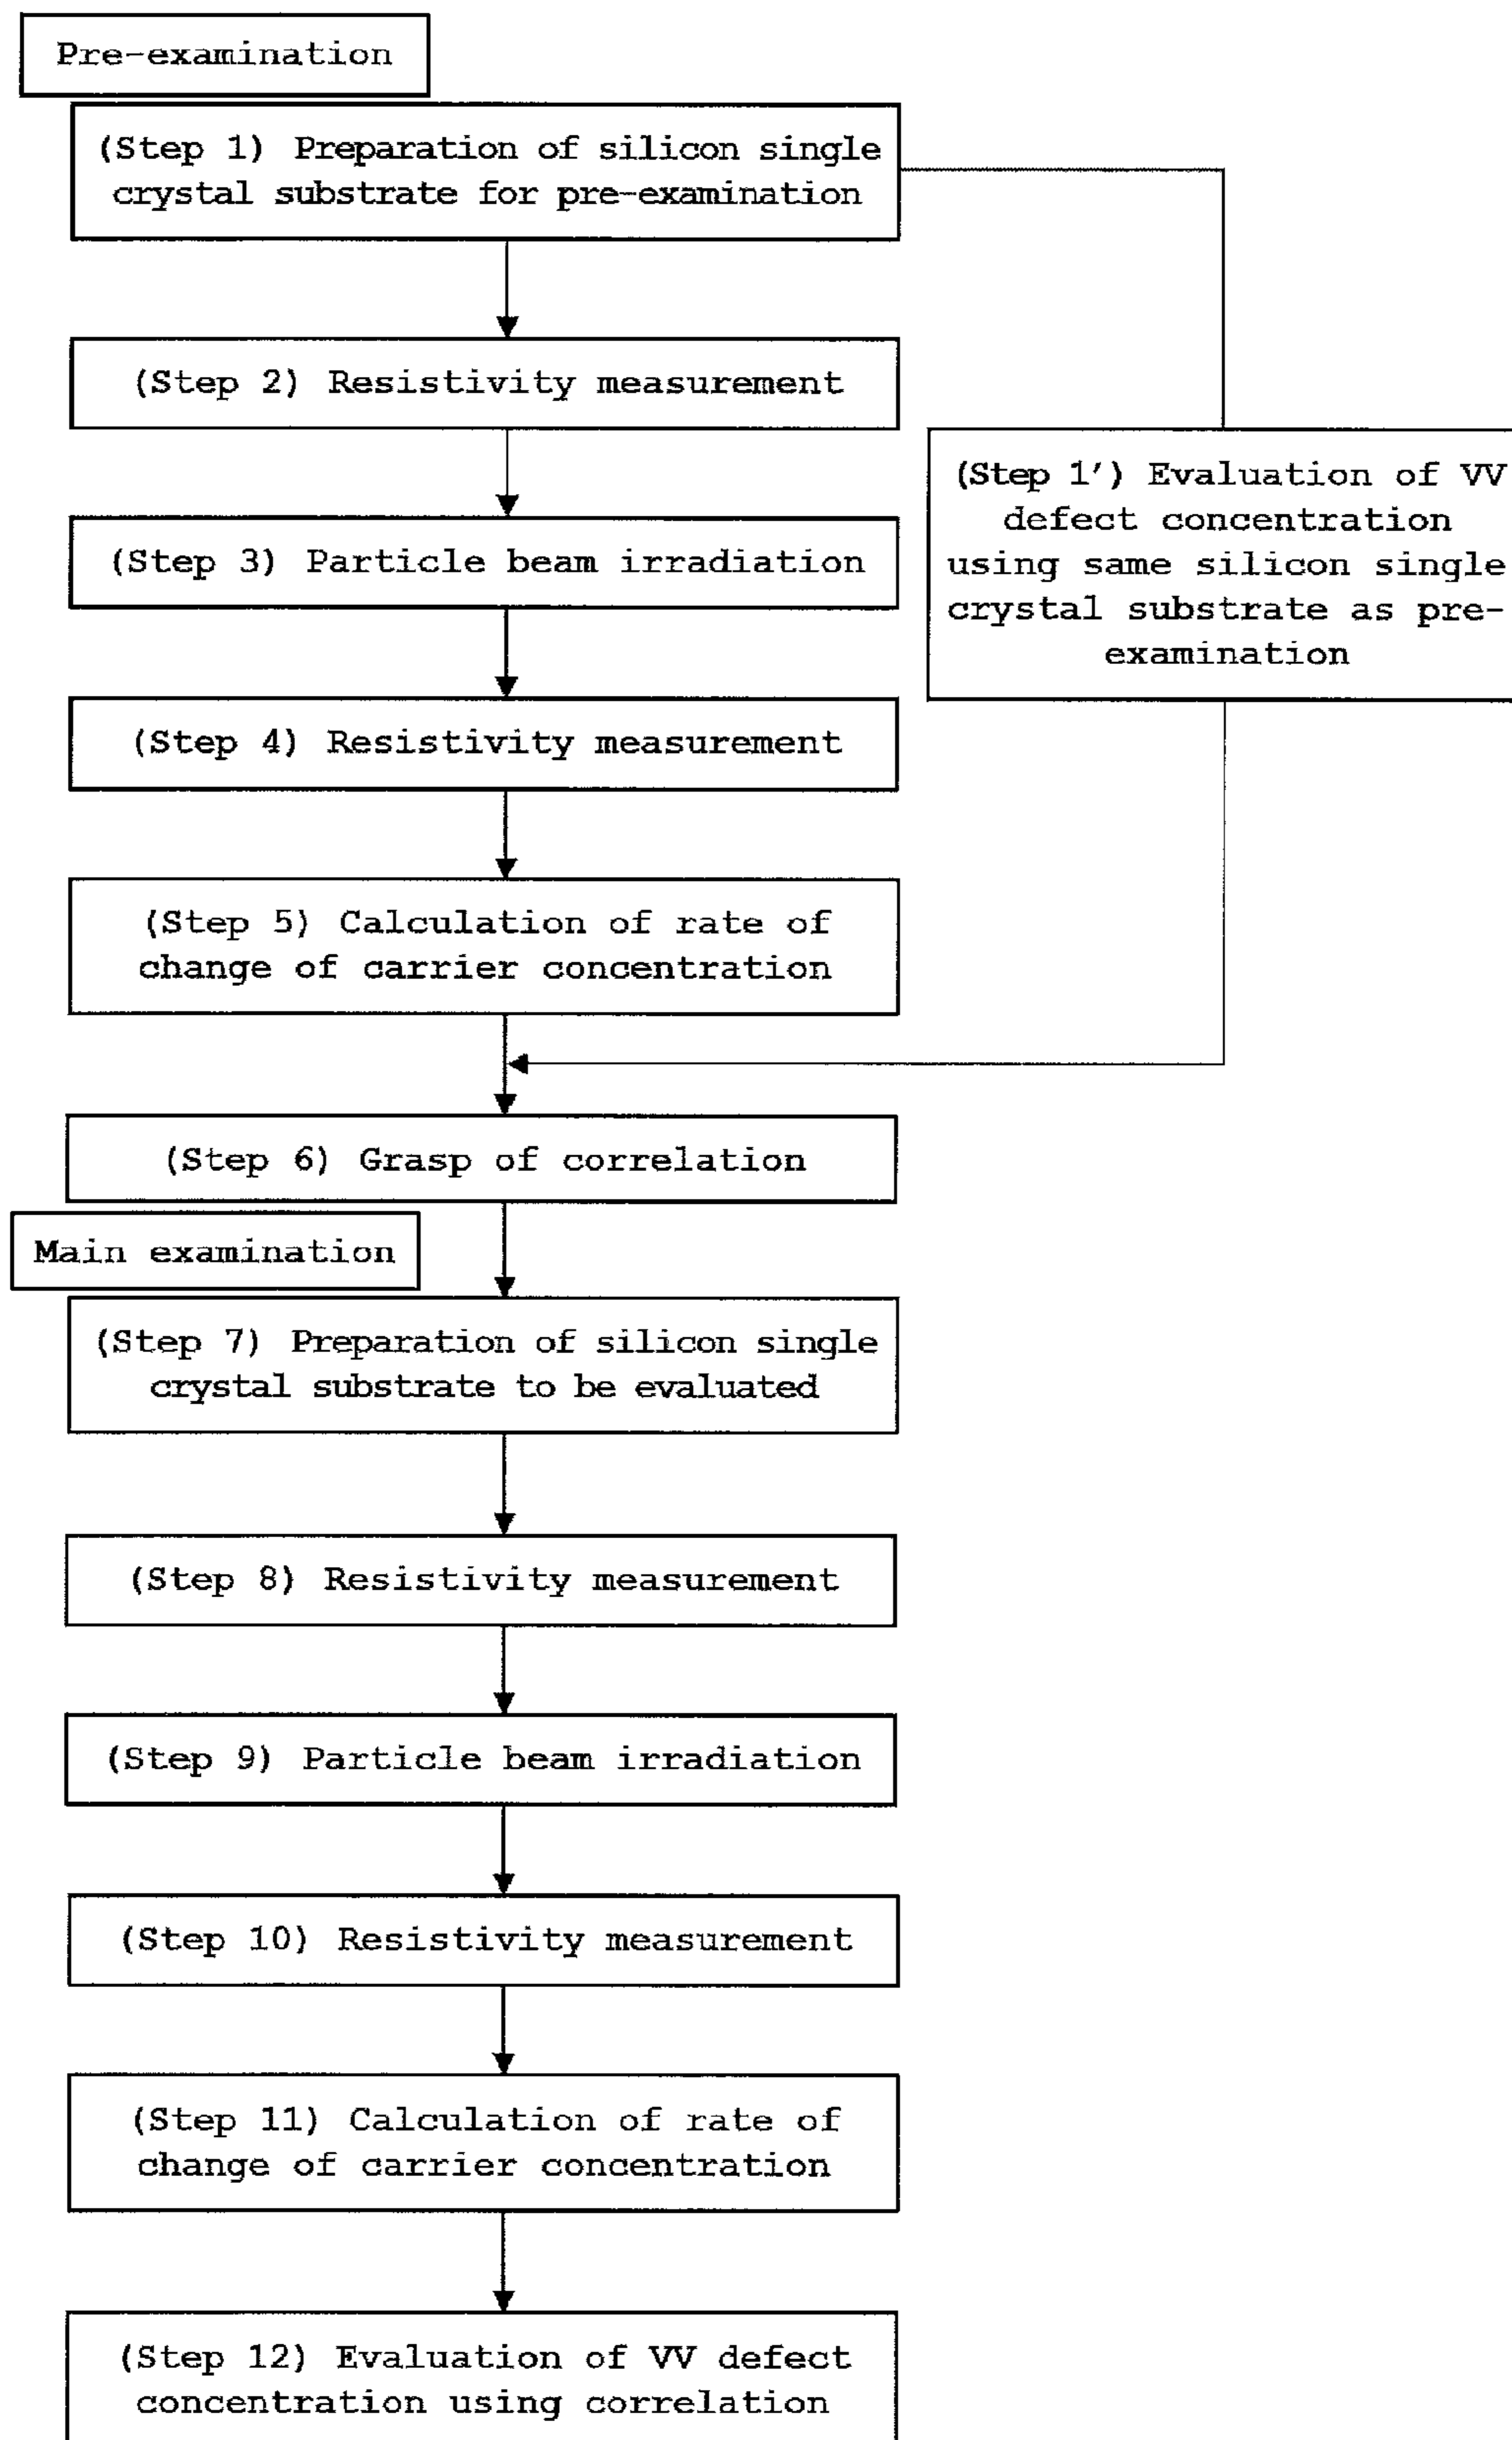 Pre-examination
(Step 1) Preparation of silicon single
crystal substrate for pre-examination
(Step 2) Resistivity measurement
(Step 1') Evaluation of VV
defect concentration
using same silicon single
crystal substrate as pre-
examination
(Step 3) Particle beam irradiation
(Step 4) Resistivity measurement
(Step 5) Calculation of rate of
change of carrier concentration
(Step 6) Grasp of correlation
Main examination
(Step 7) Preparation of silicon single
crystal substrate to be evaluated
(Step 8) Resistivity measurement
(Step 9) Particle beam irradiation
(Step 10) Resistivity measurement
(Step 11) Calculation of rate of
change of carrier concentration
(Step 12) Evaluation of VV defect
concentration using correlation